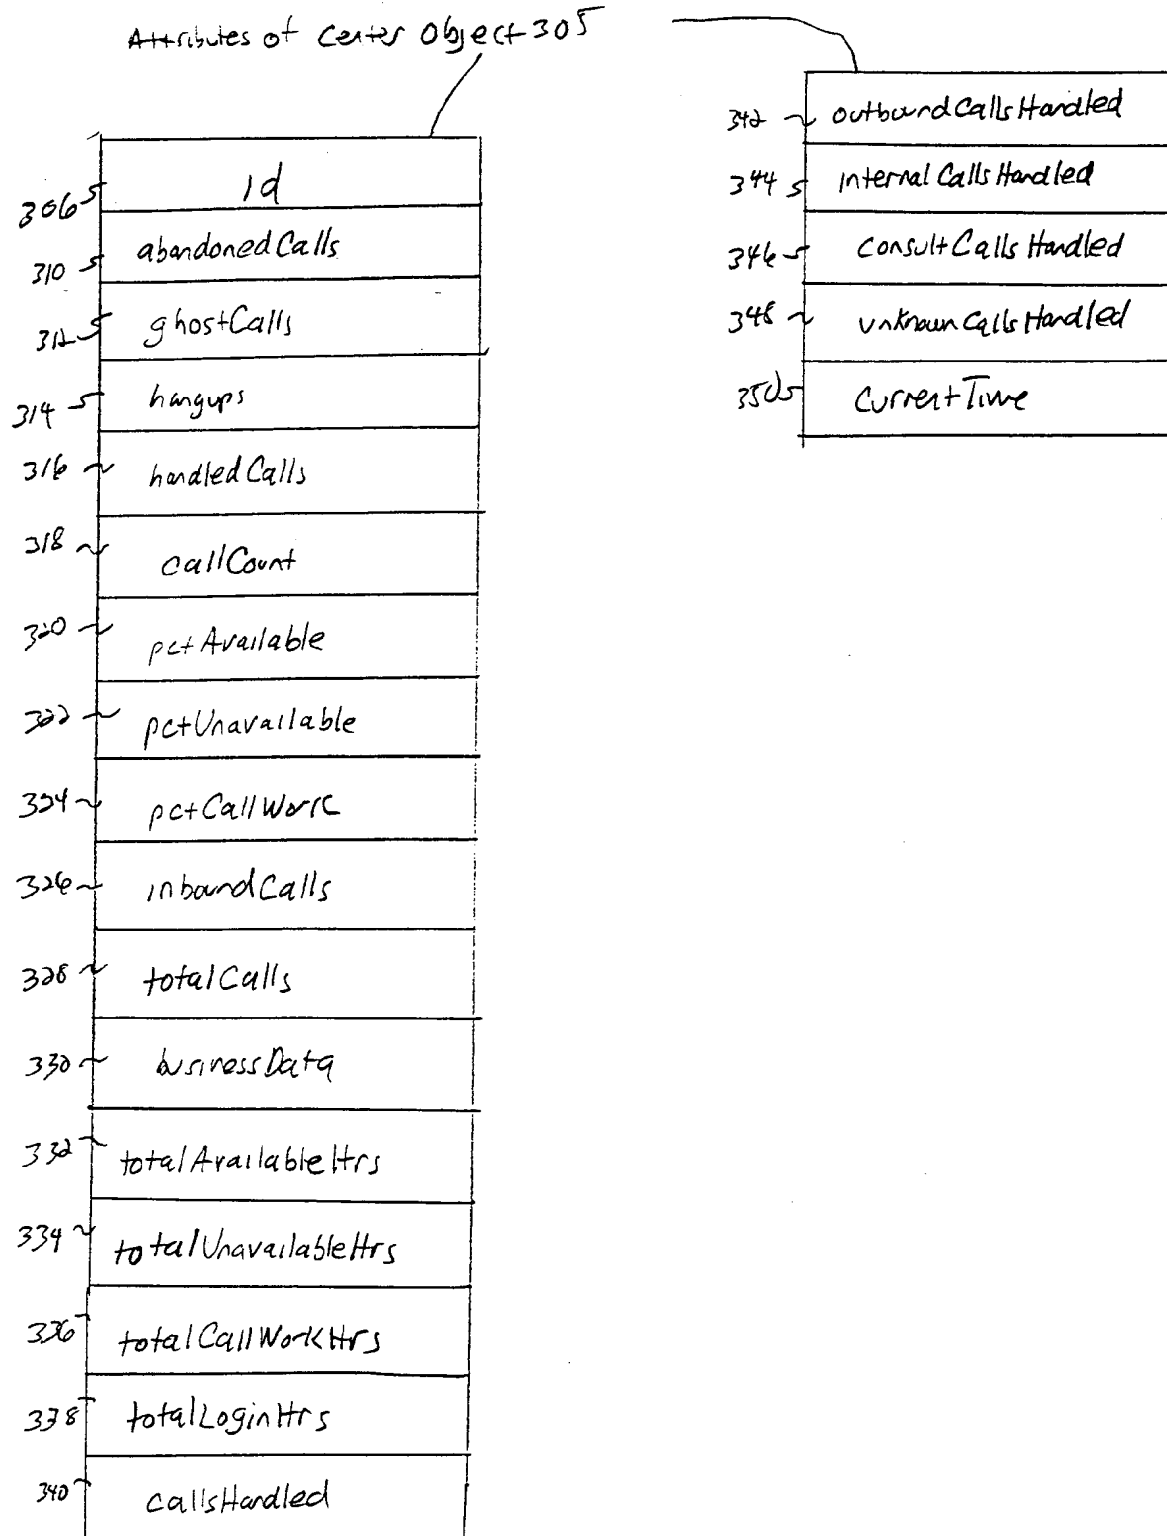 Attributes of Center Object 305
306 id
310 abandonedCalls
312 ghostCalls
314 hangups
316 handledCalls
318 callCount
320 pctAvailable
322 pctUnavailable
324 pctCallWork
326 inboundCalls
328 totalCalls
330 businessData
332 totalAvailableHrs
334 totalUnavailableHrs
336 totalCallWorkHrs
338 totalLoginHrs
340 callsHandled
342 outboundCallsHandled
344 internalCallsHandled
346 consultCallsHandled
348 unknownCallsHandled
350 currentTime